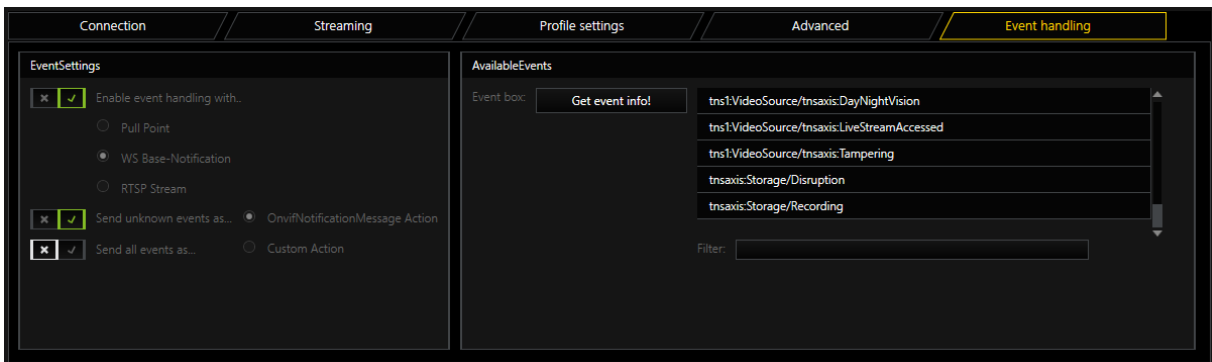 Connection Streaming Profile settings Advanced Event handling
EventSettings
Enable event handling with..
Pull Point
WS Base-Notification
RTSP Stream
Send unknown events as... OnvifNotificationMessage Action
Send all events as... Custom Action
AvailableEvents
Event box: Get event info!
tns1:VideoSource/tnsaxis:DayNightVision
tns1:VideoSource/tnsaxis:LiveStreamAccessed
tns1:VideoSource/tnsaxis:Tampering
tnsaxis:Storage/Disruption
tnsaxis:Storage/Recording
Filter: